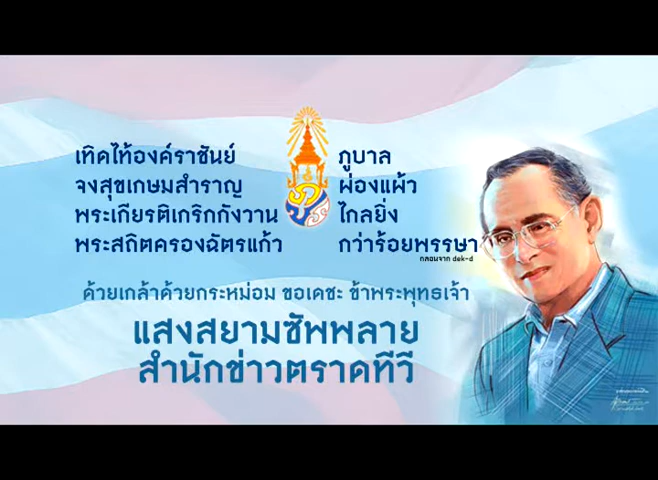 เทิดไท้องค์ราชันย์ ภูบาล
จงสุขเกษมสำราญ ผ่องแผ้ว
พระเกียรติเกริกกังวาน ไกลยิ่ง
พระสถิตครองฉัตรแก้ว กว่าร้อยพรรษา
กลอนจาก dek-d
ด้วยเกล้าด้วยกระหม่อม ขอเดชะ ข้าพระพุทธเจ้า
แสงสยามซัพพลาย
สำนักข่าวตราดทีวี